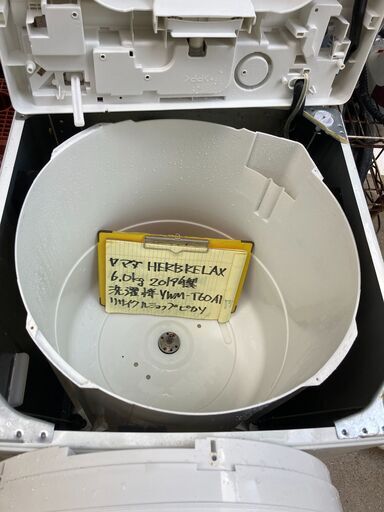 ヤマダ HERBRELAX
6.0kg 2019年製
洗濯機 YWM-T60A1
リサイクルショップピカソ
>PP<